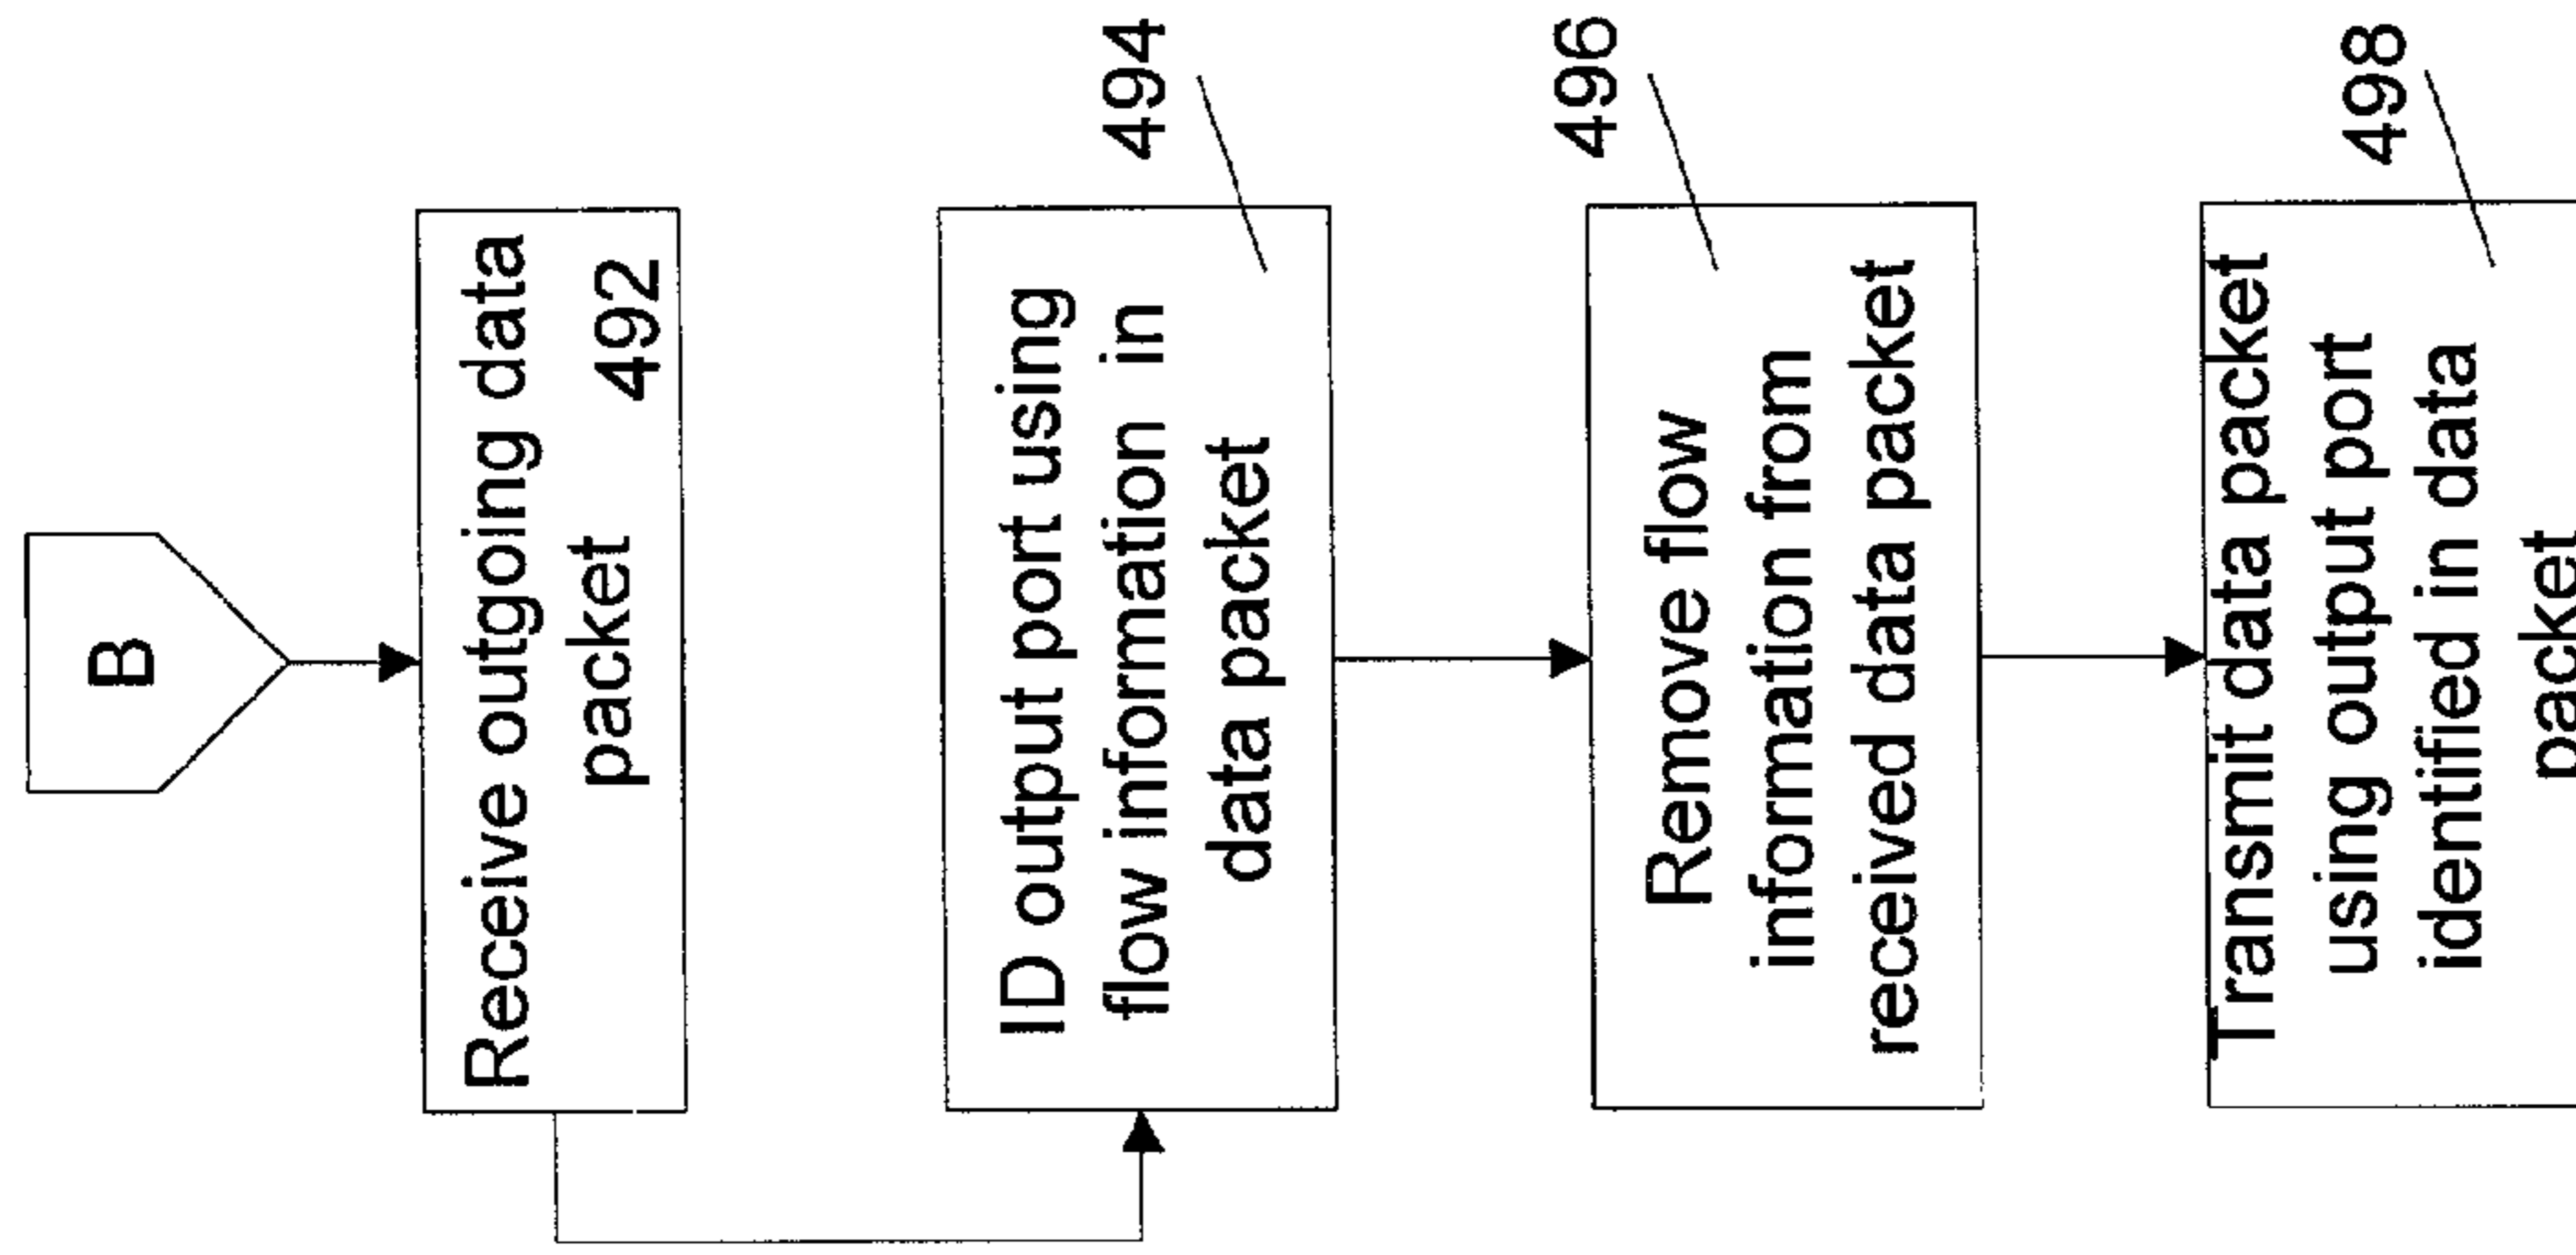 B
Receive outgoing data
packet 492
ID output port using
flow information in
data packet
494
Remove flow
information from
received data packet
496
Transmit data packet
using output port
identified in data
packet
498